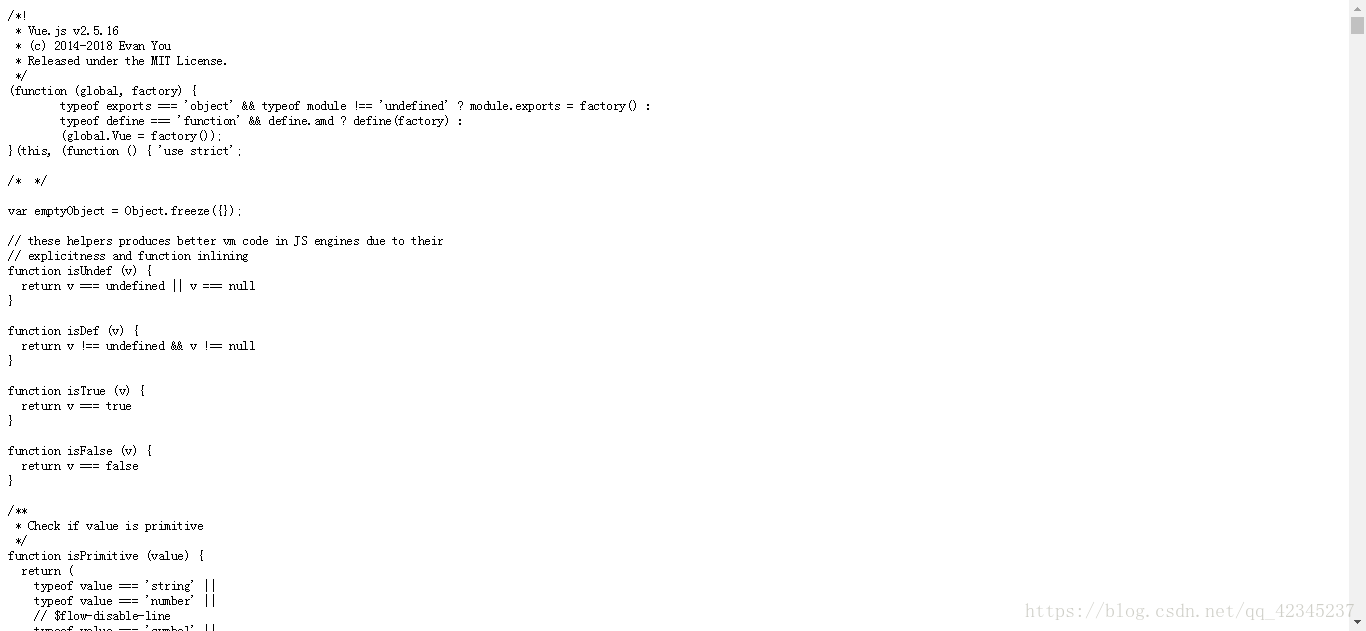 /*!
 * Vue.js v2.5.16
 * (c) 2014-2018 Evan You
 * Released under the MIT License.
 */
(function (global, factory) {
        typeof exports === 'object' && typeof module !== 'undefined' ? module.exports = factory() :
        typeof define === 'function' && define.amd ? define(factory) :
        (global.Vue = factory());
}(this, (function () { 'use strict';

/*  */

var emptyObject = Object.freeze({});

// these helpers produces better vm code in JS engines due to their
// explicitness and function inlining
function isUndef (v) {
  return v === undefined || v === null
}

function isDef (v) {
  return v !== undefined && v !== null
}

function isTrue (v) {
  return v === true
}

function isFalse (v) {
  return v === false
}

/**
 * Check if value is primitive
 */
function isPrimitive (value) {
  return (
    typeof value === 'string' ||
    typeof value === 'number' ||
    // $flow-disable-line
    typeof value === 'symbol' ||
https://blog.csdn.net/qq_42345237